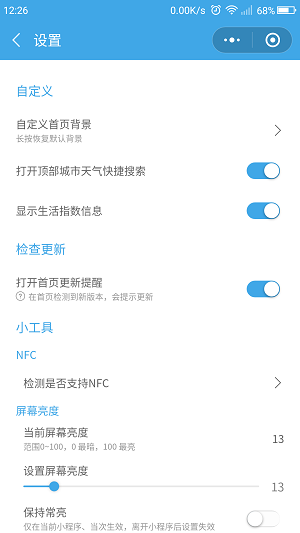 12:26
0.00K/s
68%
设置
自定义
自定义首页背景
长按恢复默认背景
打开顶部城市天气快捷搜索
显示生活指数信息
检查更新
打开首页更新提醒
? 在首页检测到新版本，会提示更新
小工具
NFC
检测是否支持NFC
屏幕亮度
当前屏幕亮度
13
范围0~100，0 最暗，100 最亮
设置屏幕亮度
13
保持常亮
仅在当前小程序、当次生效，离开小程序后设置失效